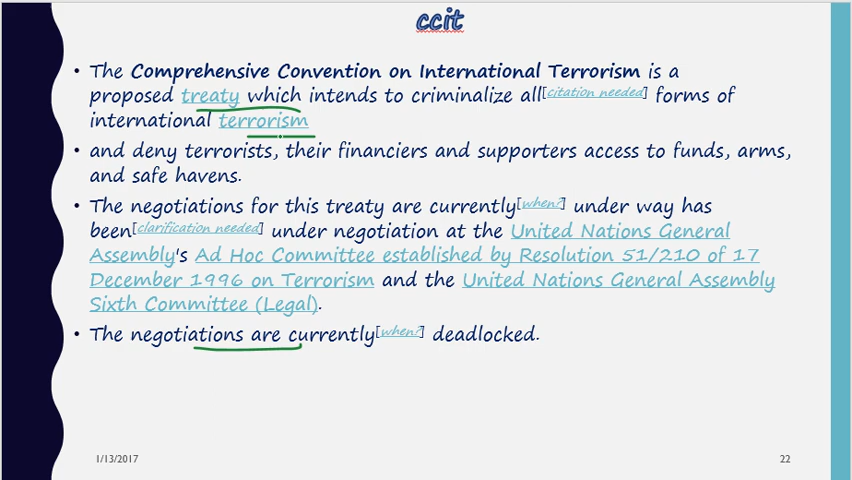 ccit
• The Comprehensive Convention on International Terrorism is a
proposed treaty which intends to criminalize all[citation needed] forms of
international terrorism
• and deny terrorists, their financiers and supporters access to funds, arms,
and safe havens.
• The negotiations for this treaty are currently[when?] under way has
been[clarification needed] under negotiation at the United Nations General
Assembly's Ad Hoc Committee established by Resolution 51/210 of 17
December 1996 on Terrorism and the United Nations General Assembly
Sixth Committee (Legal).
• The negotiations are currently[when?] deadlocked.
1/13/2017
22